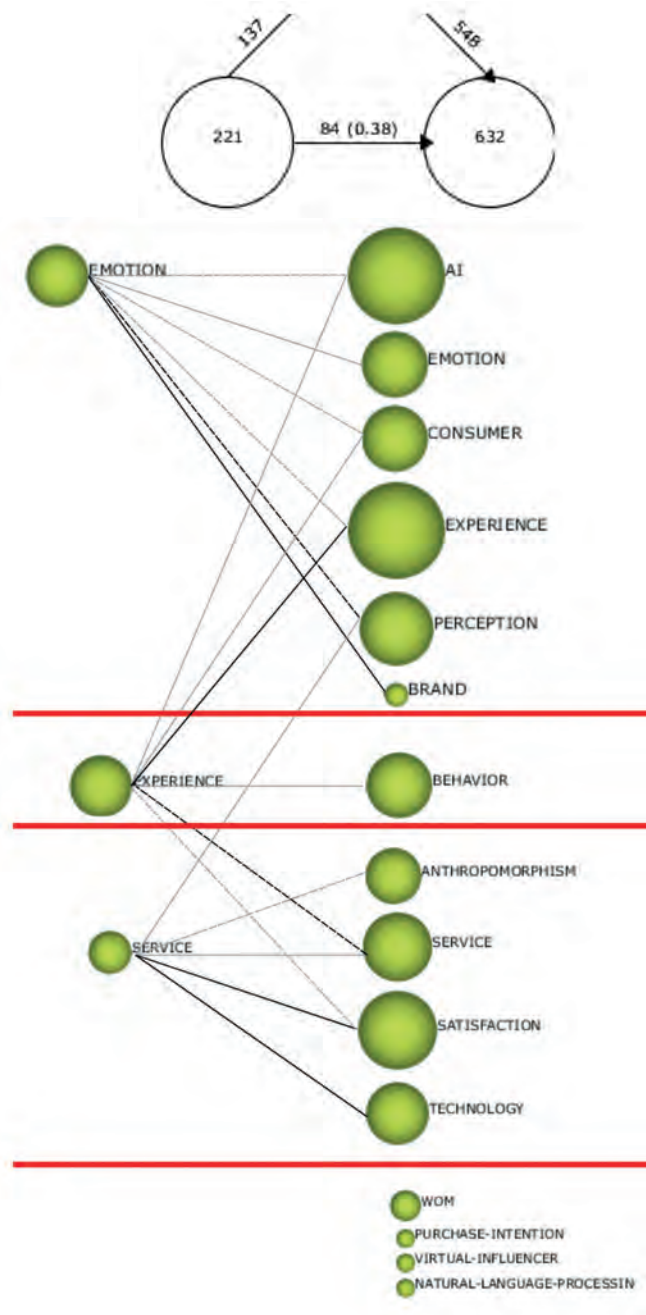 137
548
221
84 (0.38)
632
EMOTION
AI
EMOTION
CONSUMER
EXPERIENCE
PERCEPTION
BRAND
EXPERIENCE
BEHAVIOR
ANTHROPOMORPHISM
SERVICE
SERVICE
SATISFACTION
TECHNOLOGY
WOM
PURCHASE-INTENTION
VIRTUAL-INFLUENCER
NATURAL-LANGUAGE-PROCESSIN